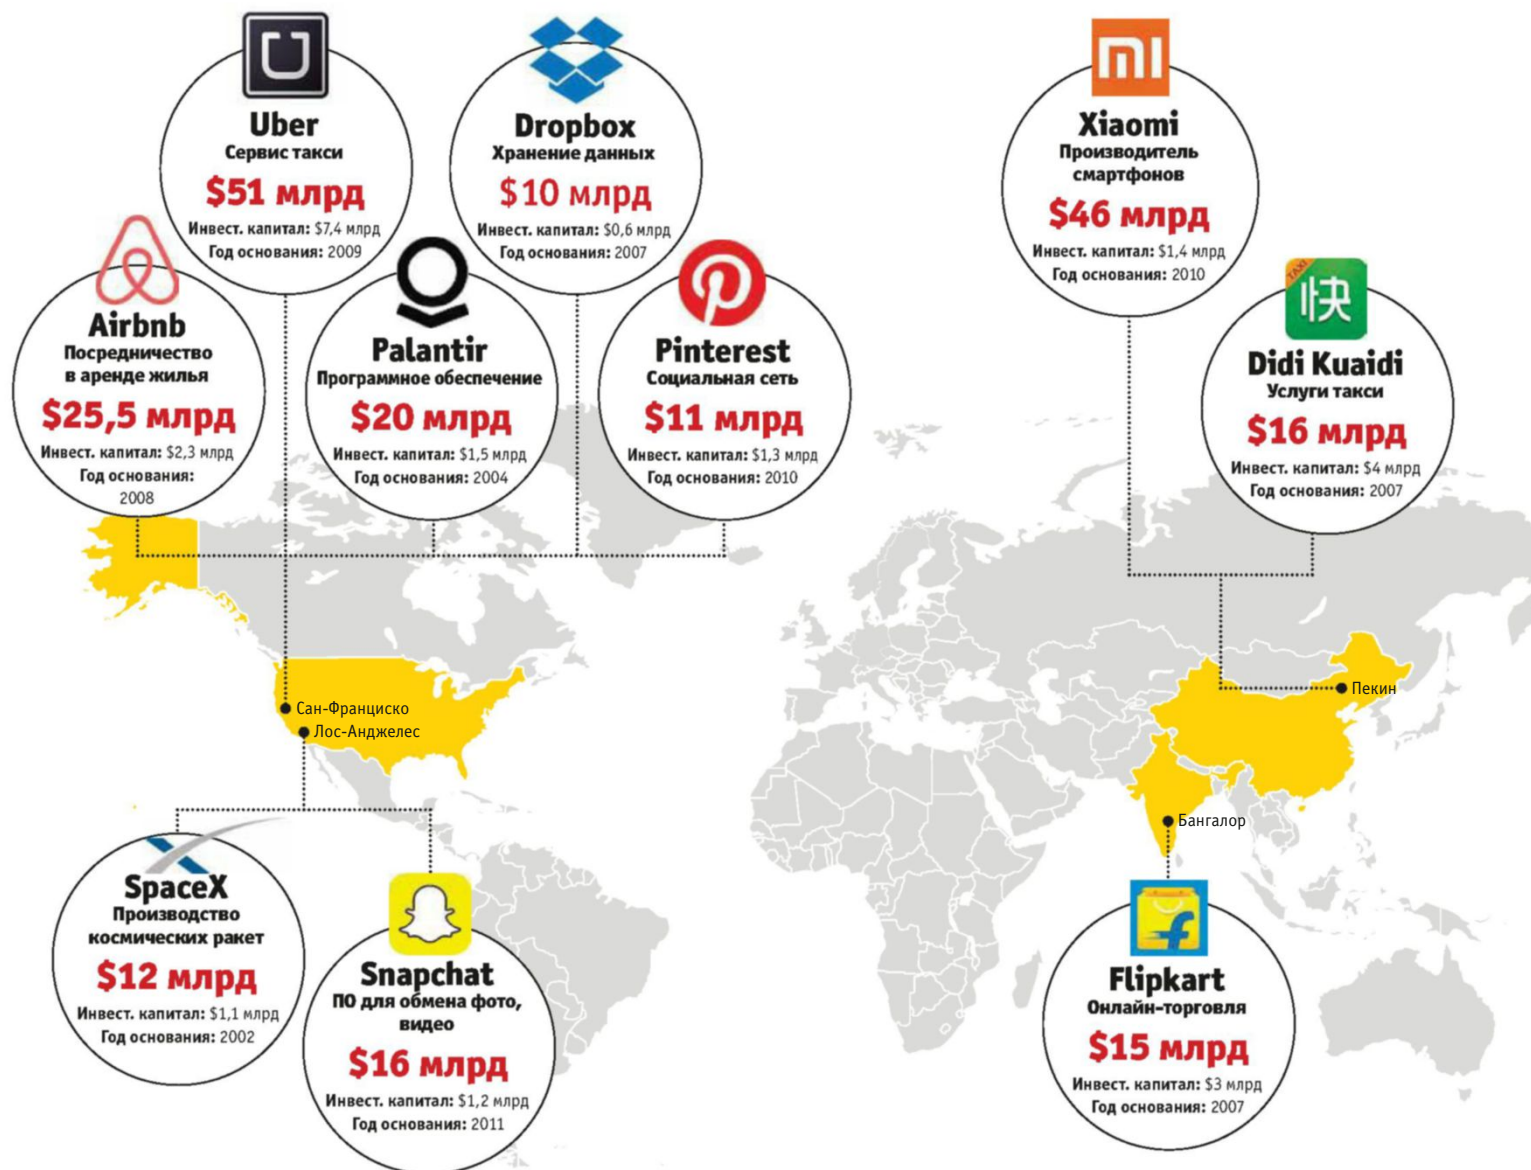 Uber
Сервис такси
$51 млрд
Инвест. капитал: $7,4 млрд
Год основания: 2009
Dropbox
Хранение данных
$10 млрд
Инвест. капитал: $0,6 млрд
Год основания: 2007
mi
Xiaomi
Производитель
смартфонов
$46 млрд
Инвест. капитал: $1,4 млрд
Год основания: 2010
Airbnb
Посредничество
в аренде жилья
$25,5 млрд
Инвест. капитал: $2,3 млрд
Год основания:
2008
Palantir
Программное обеспечение
$20 млрд
Инвест. капитал: $1,5 млрд
Год основания: 2004
Pinterest
Социальная сеть
$11 млрд
Инвест. капитал: $1,3 млрд
Год основания: 2010
TAXI
快
Didi Kuaidi
Услуги такси
$16 млрд
Инвест. капитал: $4 млрд
Год основания: 2007
Сан-Франциско
Лос-Анджелес
Пекин
Бангалор
SpaceX
Производство
космических ракет
$12 млрд
Инвест. капитал: $1,1 млрд
Год основания: 2002
Snapchat
ПО для обмена фото,
видео
$16 млрд
Инвест. капитал: $1,2 млрд
Год основания: 2011
f
Flipkart
Онлайн-торговля
$15 млрд
Инвест. капитал: $3 млрд
Год основания: 2007